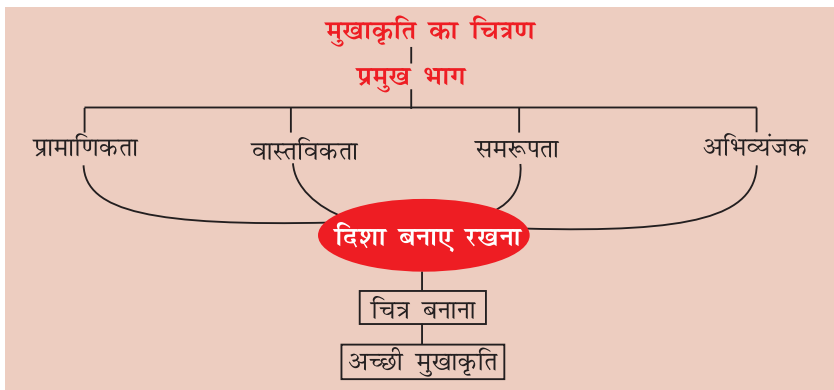 मुखाकृति का चित्रण
प्रमुख भाग
प्रामाणिकता
वास्तविकता
समरूपता
अभिव्यंजक
दिशा बनाए रखना
चित्र बनाना
अच्छी मुखाकृति